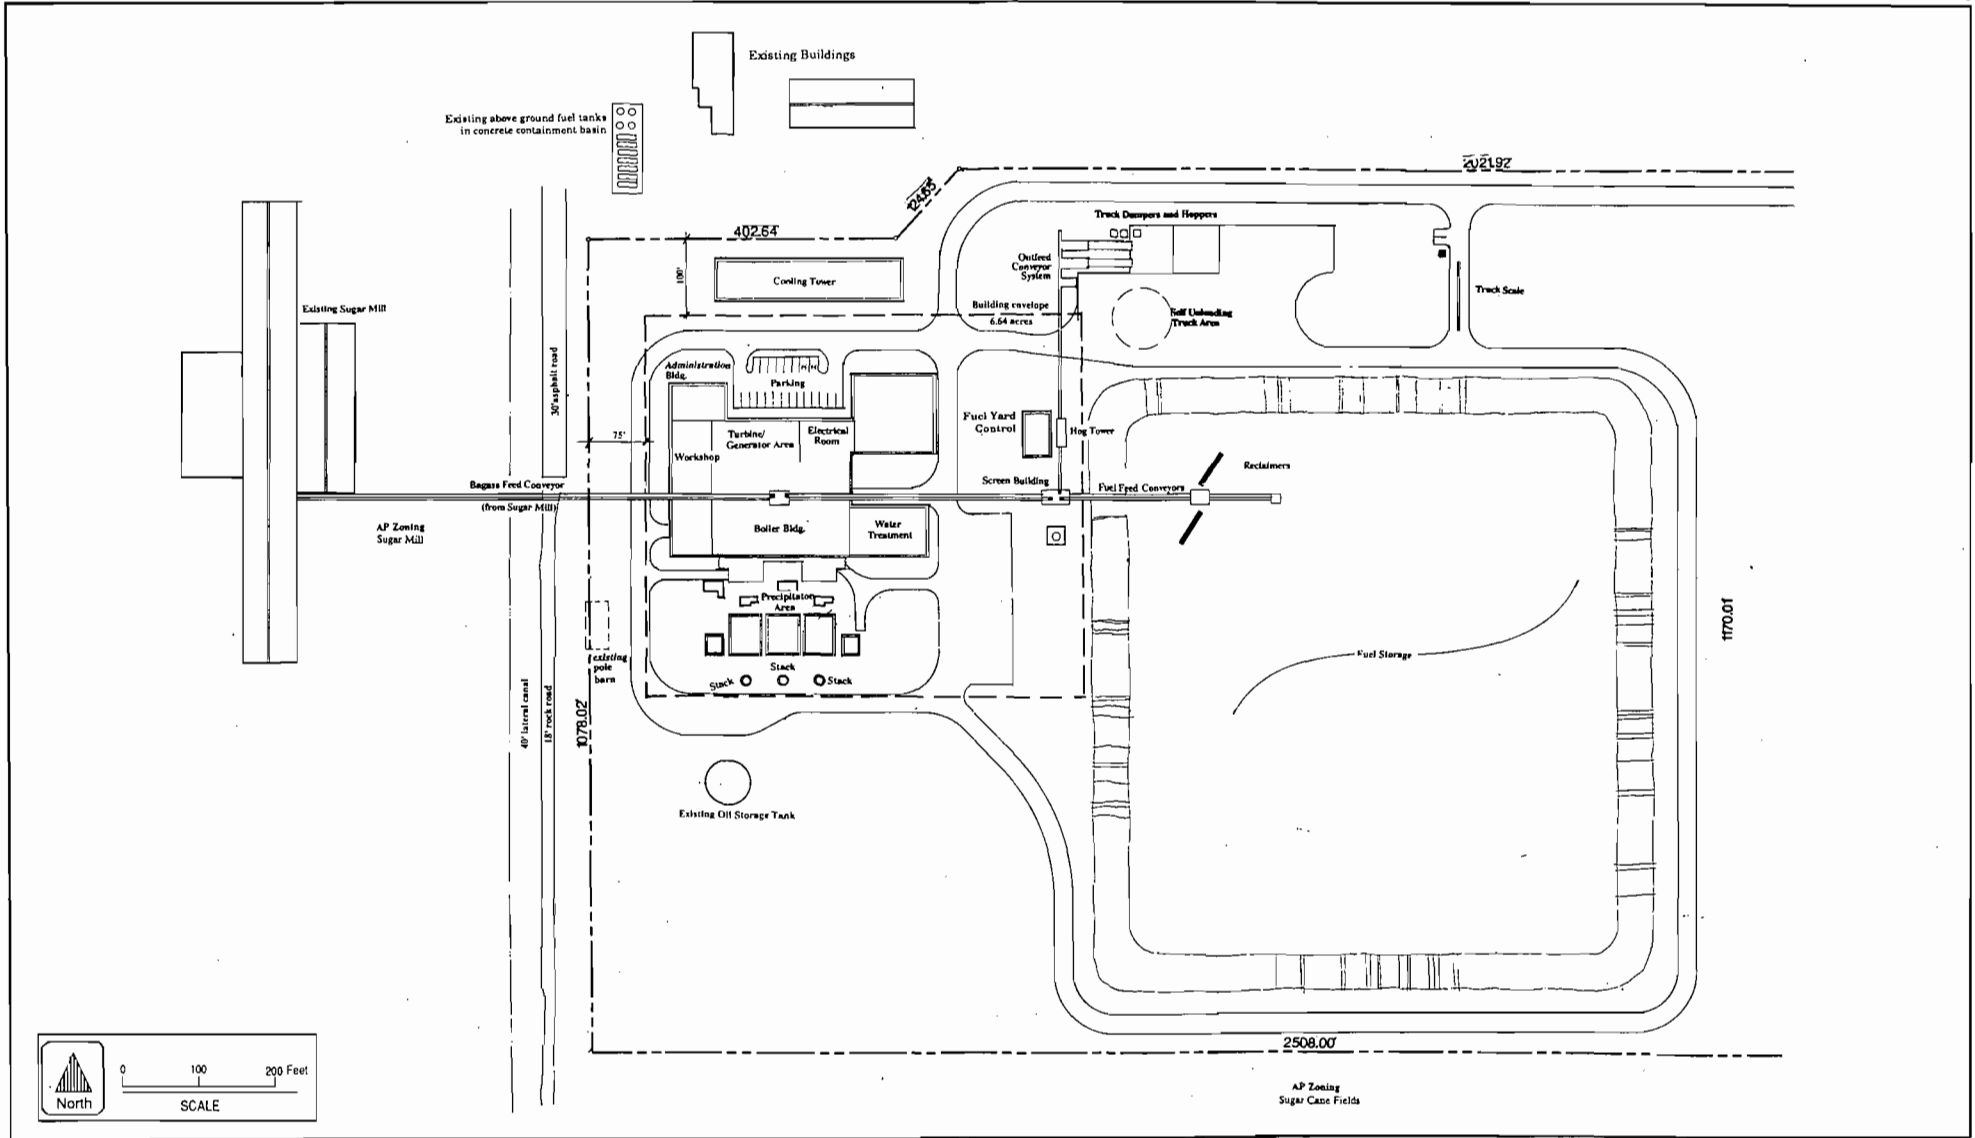 Existing Buildings
Existing above ground fuel tanks
in concrete containment basin
2021.92'
124.55'
402.64'
100'
Cooling Tower
Truck Dumpers and Hoppers
Outfeed
Conveyor
System
Building envelope
6.64 acres
Self Unloading
Truck Area
Truck Scale
Existing Sugar Mill
30' asphalt road
Administration
Bldg.
Parking
75'
Turbine/
Generator Area
Electrical
Room
Workshop
Fuel Yard
Control
Hog Tower
Reclaimers
Screen Building
Fuel Feed Conveyors
Bagass Feed Conveyor
(from Sugar Mill)
AP Zoning
Sugar Mill
Boiler Bldg.
Water
Treatment
Precipitator
Area
existing
pole
barn
Stack
Stack
Stack
Fuel Storage
1170.01
40' lateral canal
18' rock road
1078.02'
Existing Oil Storage Tank
2508.00'
AP Zoning
Sugar Cane Fields
North
0 100 200 Feet
SCALE